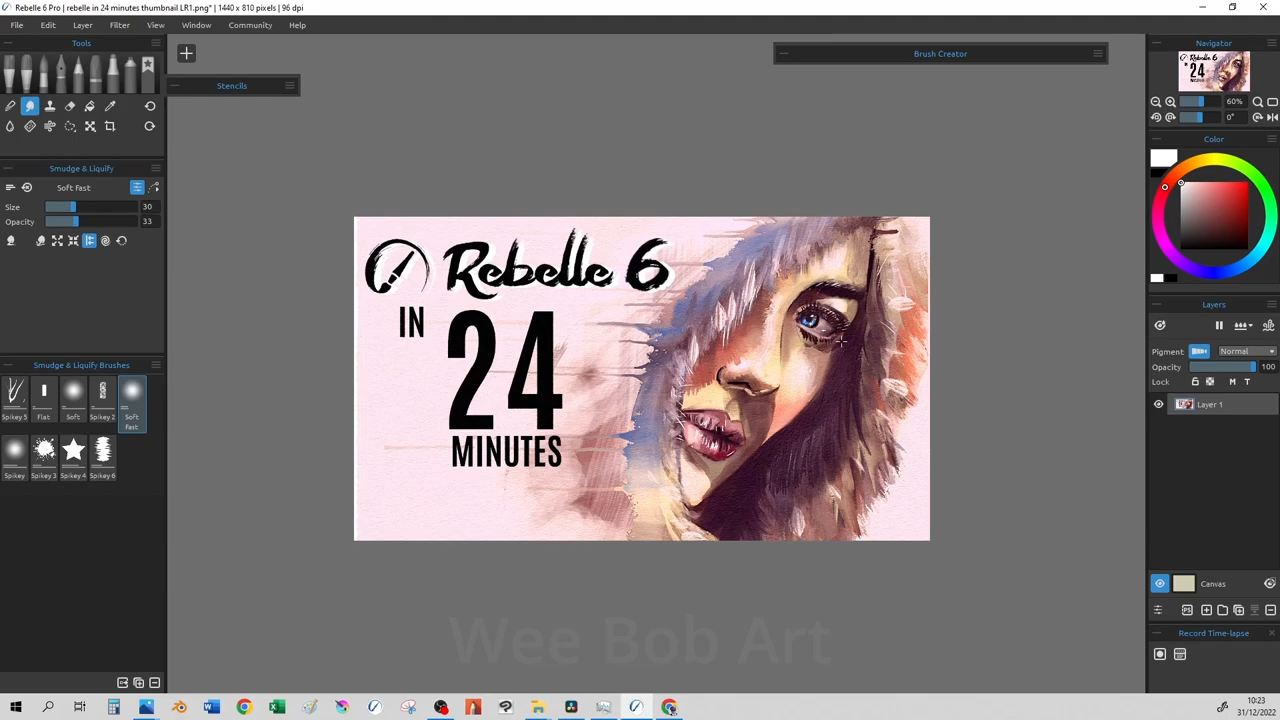 Rebelle 6 Pro | rebelle in 24 minutes thumbnail LR1.png* | 1440 x 810 pixels | 96 dpi
File Edit Layer Filter View Window Community Help
Tools
Stencils
Brush Creator
Navigator
60%
0°
Color
Smudge & Liquify
Soft Fast
Size 30
Opacity 33
Smudge & Liquify Brushes
Spikey 5 Flat Soft Spikey 2 Soft Fast
Spikey Spikey 3 Spikey 4 Spikey 6
Rebelle 6
IN
24
MINUTES
Layers
Pigment Normal
Opacity 100
Lock M T
Layer 1
Canvas
Record Time-lapse
Wee Bob Art
10:23
31/12/2022